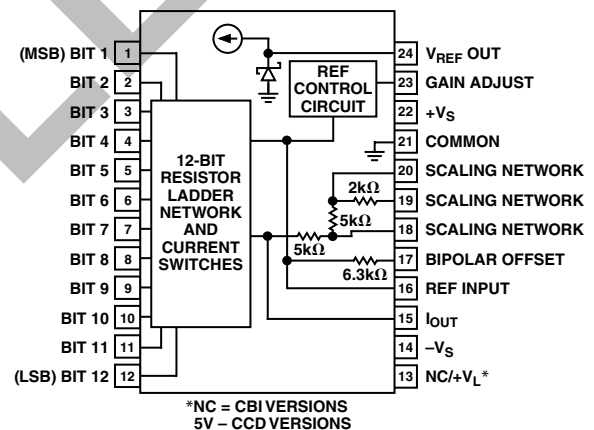 (MSB) BIT 1 1
BIT 2 2
BIT 3 3
BIT 4 4
BIT 5 5
BIT 6 6
BIT 7 7
BIT 8 8
BIT 9 9
BIT 10 10
BIT 11 11
(LSB) BIT 12 12
12-BIT
RESISTOR
LADDER
NETWORK
AND
CURRENT
SWITCHES
REF
CONTROL
CIRCUIT
2kΩ
5kΩ
5kΩ
6.3kΩ
24 VREF OUT
23 GAIN ADJUST
22 +VS
21 COMMON
20 SCALING NETWORK
19 SCALING NETWORK
18 SCALING NETWORK
17 BIPOLAR OFFSET
16 REF INPUT
15 IOUT
14 –VS
13 NC/+VL*
*NC = CBI VERSIONS
5V – CCD VERSIONS